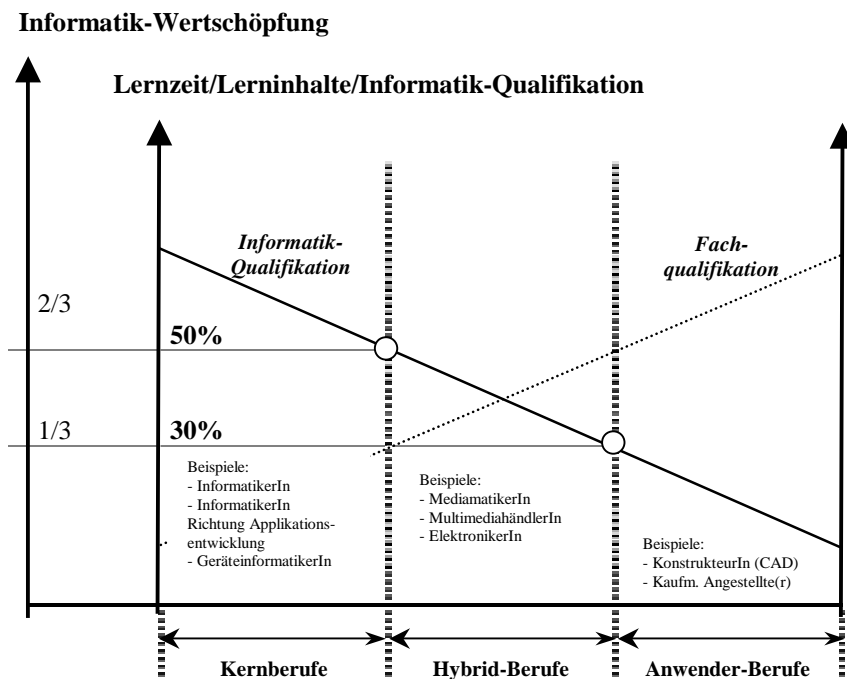 Informatik-Wertschöpfung
Lernzeit/Lerninhalte/Informatik-Qualifikation
Informatik-
Qualifikation
Fach-
qualifikation
2/3
50%
1/3
30%
Beispiele:
- InformatikerIn
- InformatikerIn
Richtung Applikations-
entwicklung
- GeräteinformatikerIn
Beispiele:
- MediamatikerIn
- MultimediahändlerIn
- ElektronikerIn
Beispiele:
- KonstrukteurIn (CAD)
- Kaufm. Angestellte(r)
Kernberufe
Hybrid-Berufe
Anwender-Berufe